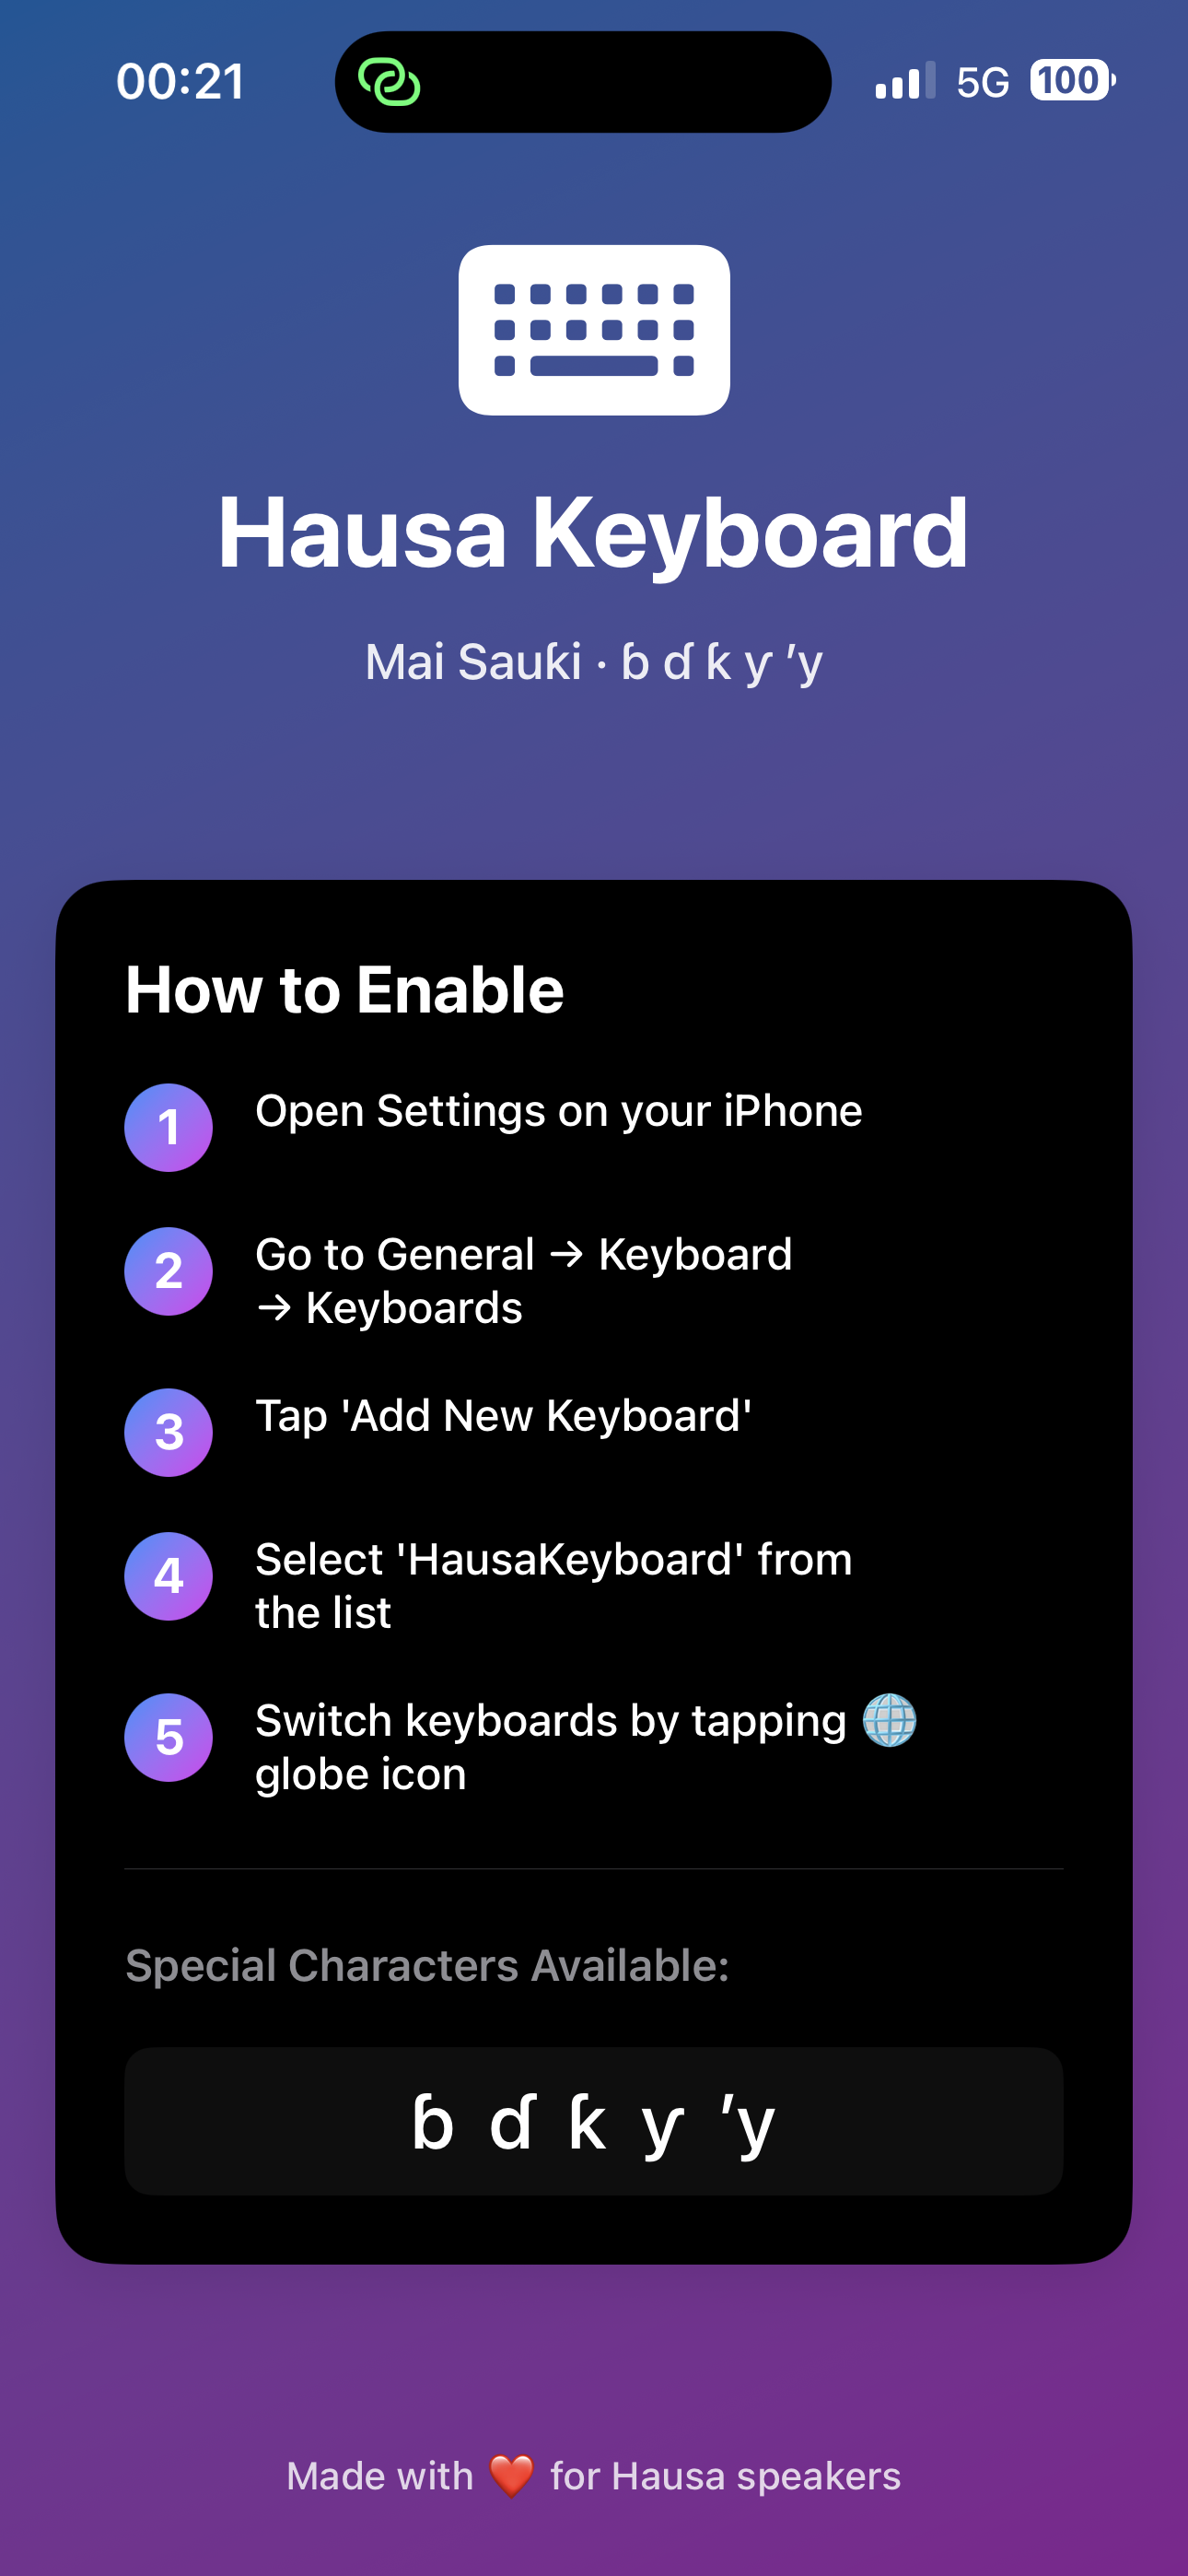 00:21
5G 100
Hausa Keyboard
Mai Sauƙi · ɓ ɗ ƙ ƴ ʼy
How to Enable
1 Open Settings on your iPhone
2 Go to General → Keyboard
→ Keyboards
3 Tap 'Add New Keyboard'
4 Select 'HausaKeyboard' from
the list
5 Switch keyboards by tapping 🌐
globe icon
Special Characters Available:
ɓ ɗ ƙ ƴ ʼy
Made with ❤️ for Hausa speakers